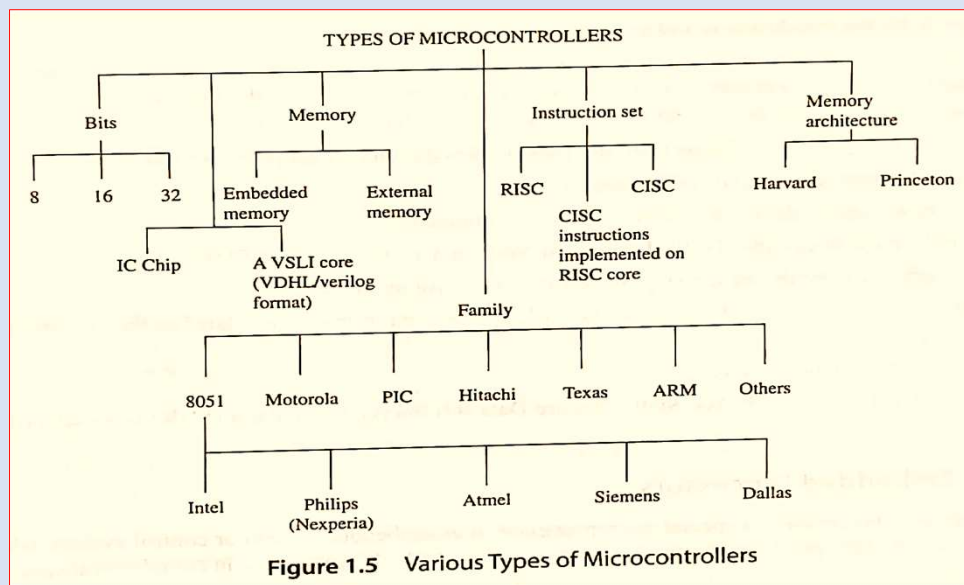 TYPES OF MICROCONTROLLERS
Bits
Memory
Instruction set
Memory
architecture
8 16 32
Embedded
memory
External
memory
RISC
CISC
CISC
instructions
implemented on
RISC core
Harvard
Princeton
IC Chip
A VSLI core
(VDHL/verilog
format)
Family
8051 Motorola PIC Hitachi Texas ARM Others
Intel
Philips
(Nexperia)
Atmel
Siemens
Dallas
Figure 1.5 Various Types of Microcontrollers